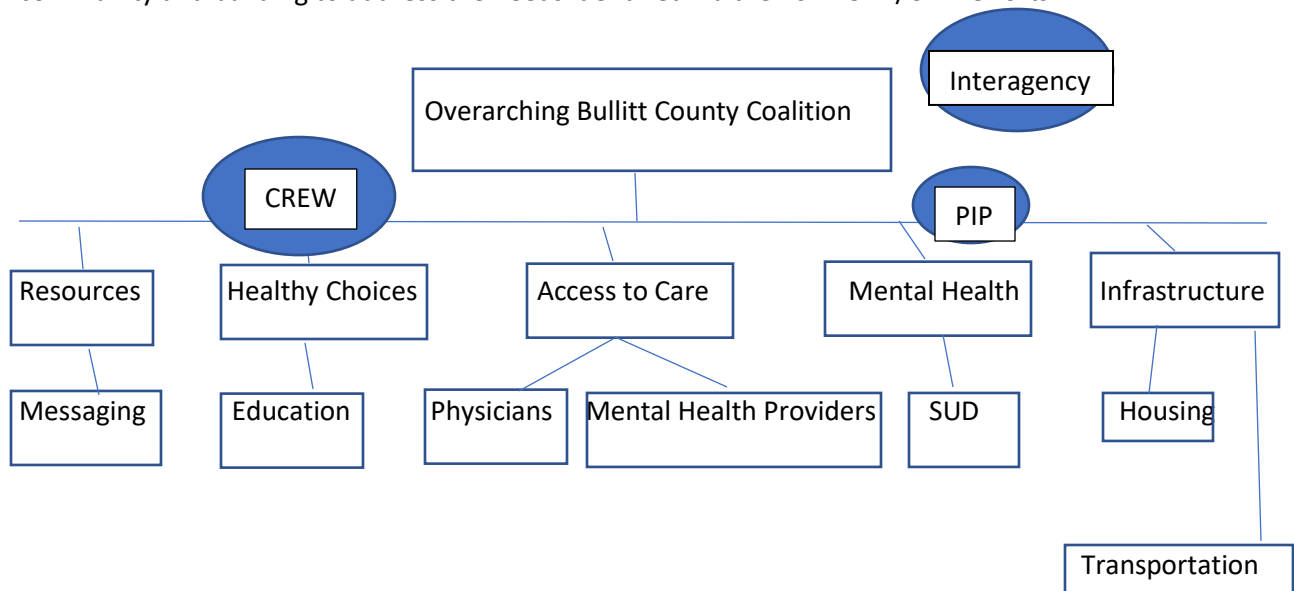 Interagency
Overarching Bullitt County Coalition
CREW
PIP
Resources
Healthy Choices
Access to Care
Mental Health
Infrastructure
Messaging
Education
Physicians
Mental Health Providers
SUD
Housing
Transportation